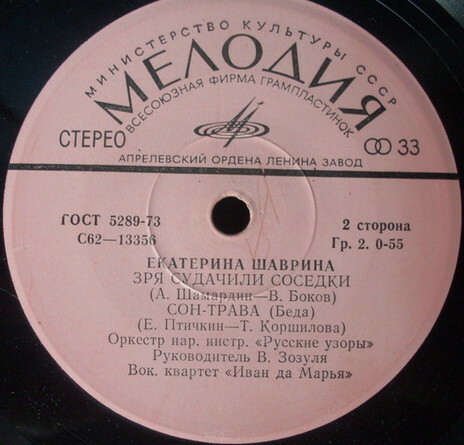 МИНИСТЕРСТВО КУЛЬТУРЫ СССР
МЕЛОДИЯ
ВСЕСОЮЗНАЯ ФИРМА ГРАМПЛАСТИНОК
СТЕРЕО
33
АПРЕЛЕВСКИЙ ОРДЕНА ЛЕНИНА ЗАВОД
ГОСТ 5289-73
2 сторона
С62—13356
Гр. 2. 0-55
ЕКАТЕРИНА ШАВРИНА
ЗРЯ СУДАЧИЛИ СОСЕДКИ
(А. Шамардин—В. Боков)
СОН-ТРАВА (Беда)
(Е. Птичкин—Т. Коршилова)
Оркестр нар. инстр. «Русские узоры»
Руководитель В. Зозуля
Вок. квартет «Иван да Марья»